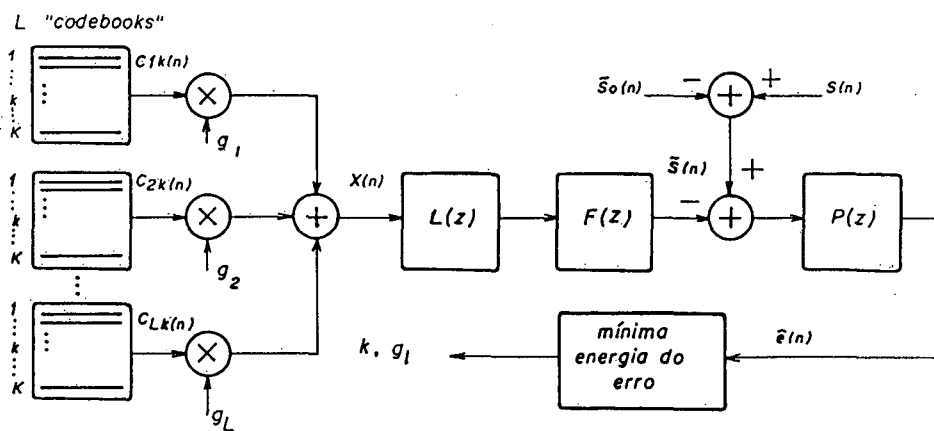 L "codebooks"
1
k
K
C1k(n)
×
g1
1
k
K
C2k(n)
×
g2
1
k
K
CLk(n)
×
gL
+
X(n)
L(z)
F(z)
s̃o(n)
−
+
+
S(n)
s̃(n)
+
−
+
P(z)
ê(n)
mínima
energia do
erro
k, gl